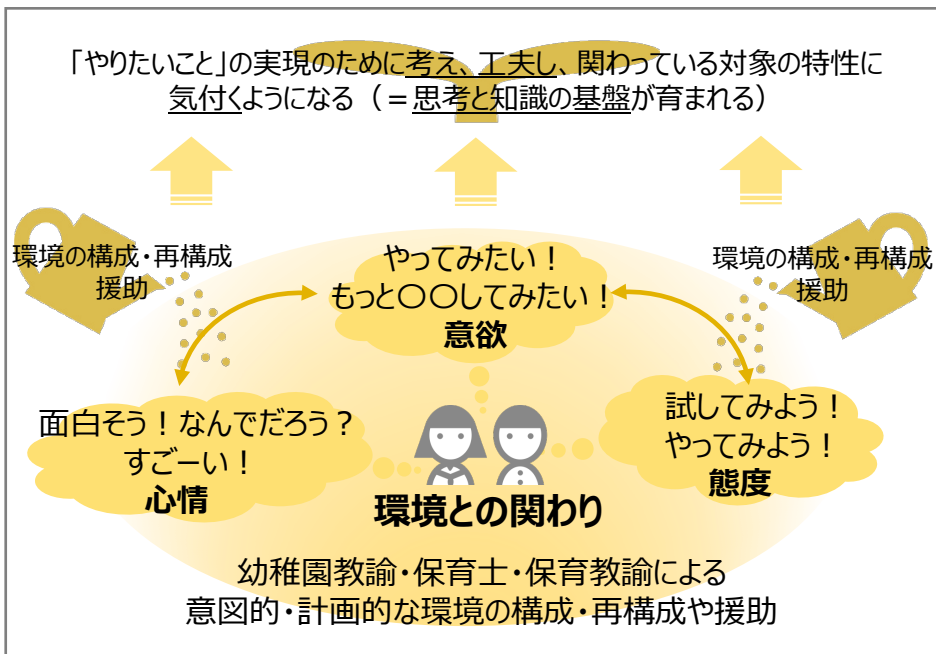 「やりたいこと」の実現のために考え、工夫し、関わっている対象の特性に
気付くようになる（＝思考と知識の基盤が育まれる）
環境の構成・再構成
援助
やってみたい！
もっと〇〇してみたい！
意欲
環境の構成・再構成
援助
面白そう！なんでだろう？
すごーい！
心情
試してみよう！
やってみよう！
態度
環境との関わり
幼稚園教諭・保育士・保育教諭による
意図的・計画的な環境の構成・再構成や援助